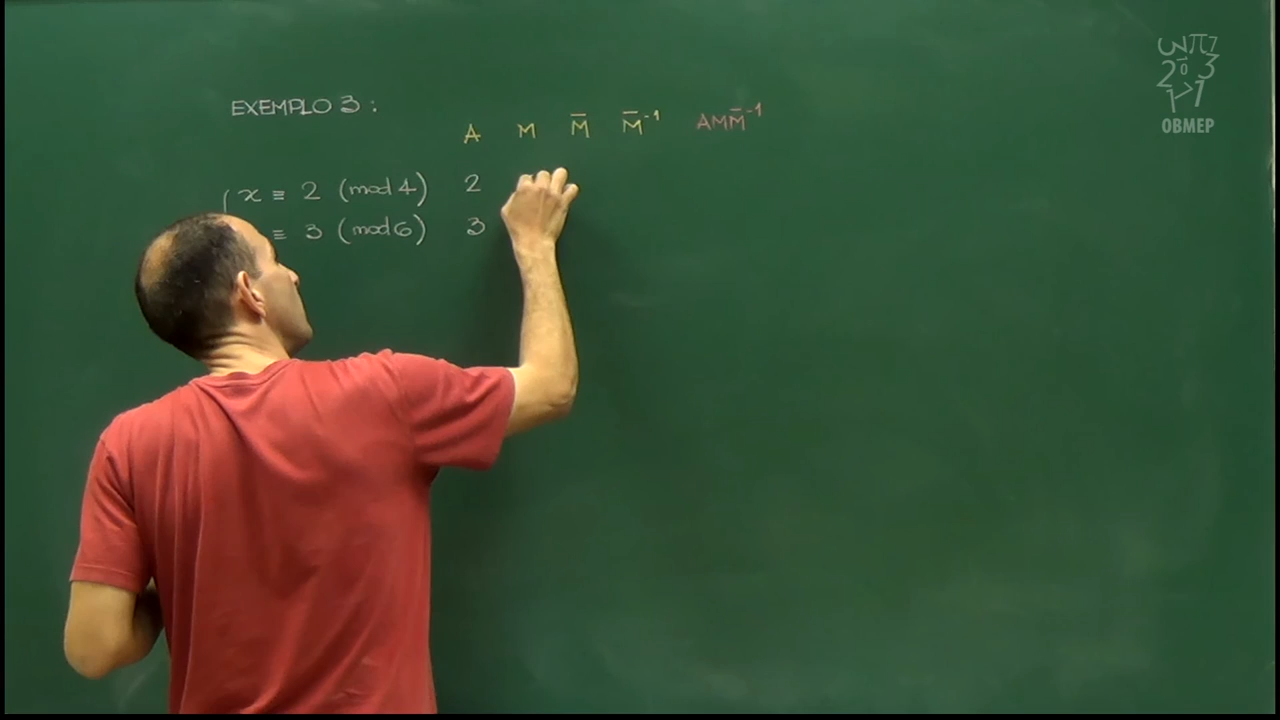 EXEMPLO 3 :
A M M̄ M̄⁻¹ AMM̄⁻¹
x ≡ 2 (mod 4) 2
≡ 3 (mod 6) 3
OBMEP